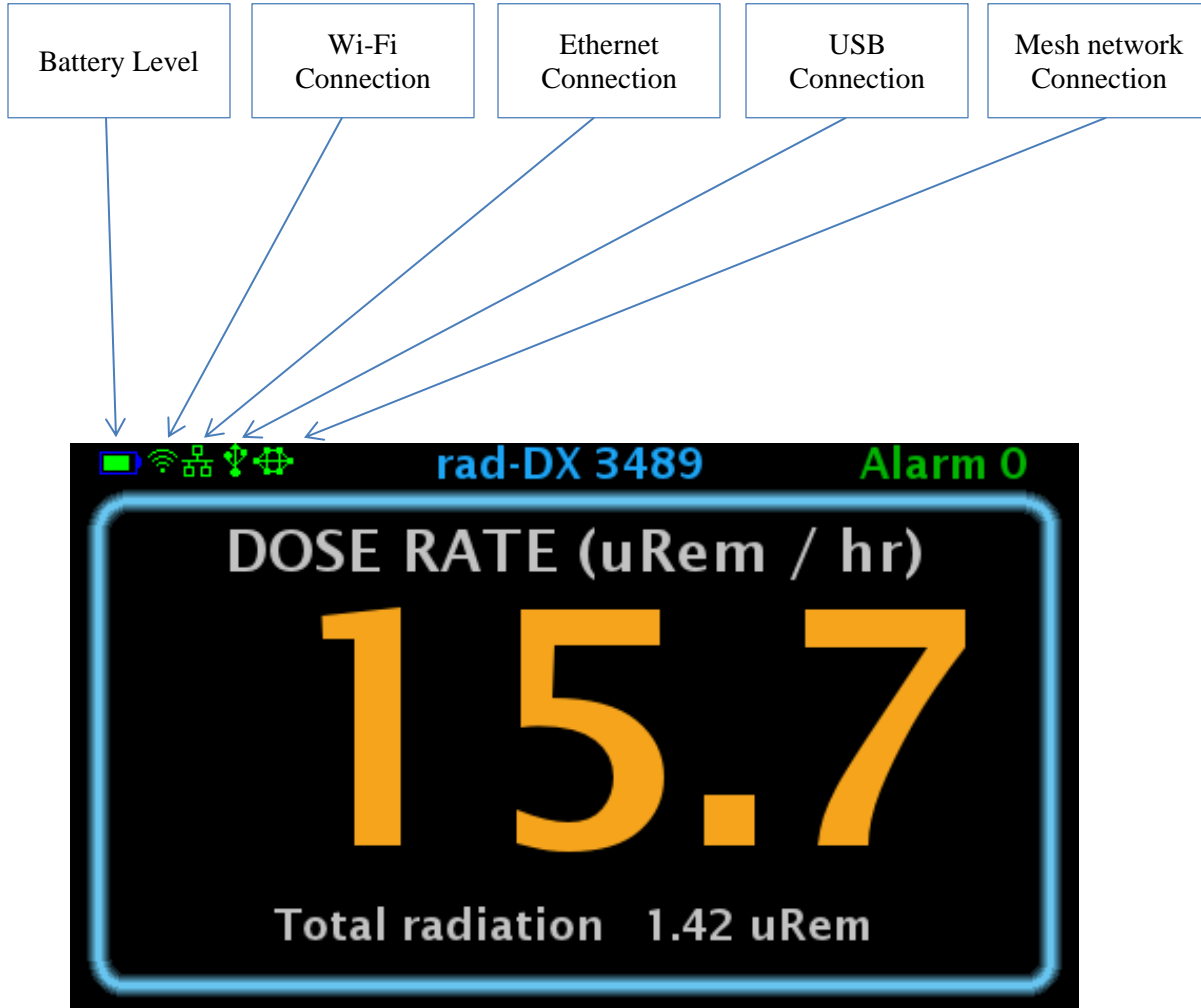 Battery Level
Wi-Fi
Connection
Ethernet
Connection
USB
Connection
Mesh network
Connection
rad-DX 3489
Alarm 0
DOSE RATE (uRem / hr)
15.7
Total radiation 1.42 uRem